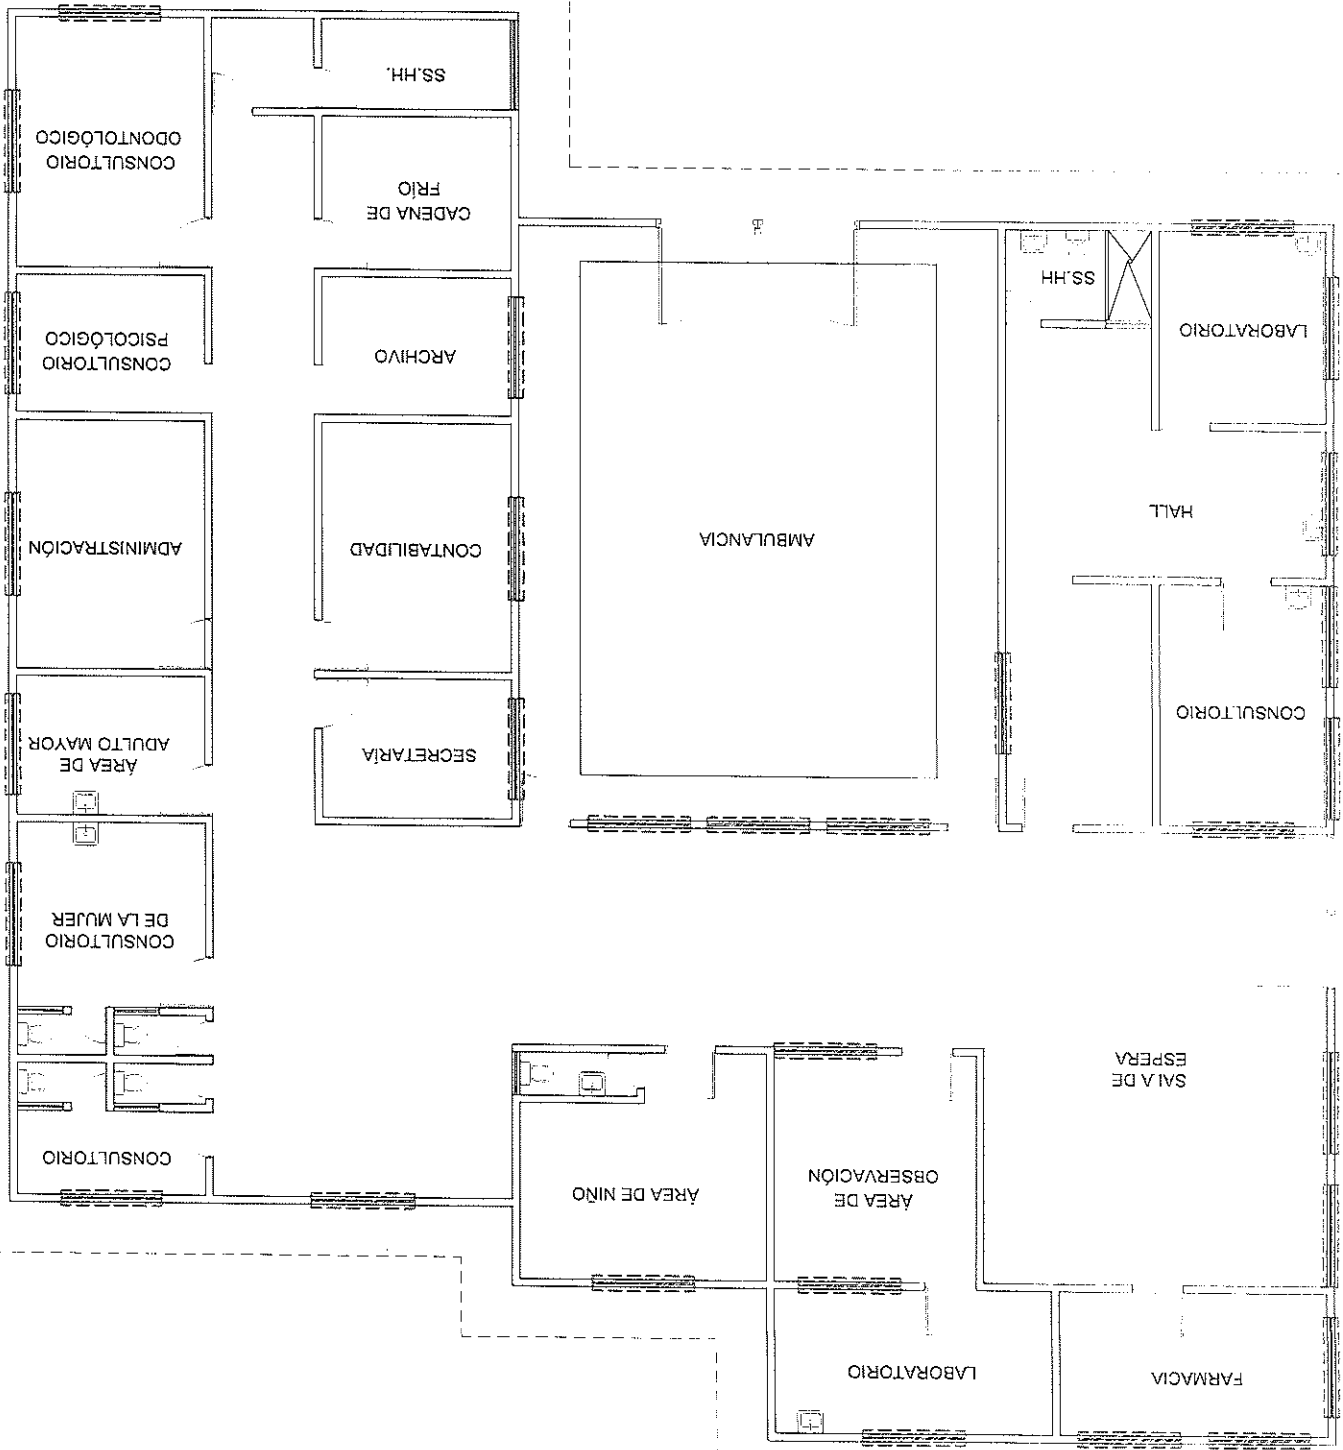 FARMACIA
LABORATORIO
ÁREA DE
OBSERVACIÓN
ÁREA DE NIÑO
CONSULTORIO
SALA DE
ESPERA
CONSULTORIO
DE LA MUJER
ÁREA DE
ADULTO MAYOR
SECRETARÍA
CONSULTORIO
HALL
AMBULANCIA
CONTABILIDAD
ADMINISTRACIÓN
LABORATORIO
ARCHIVO
CONSULTORIO
PSICOLÓGICO
SS.HH
CADENA DE
FRÍO
CONSULTORIO
ODONTOLÓGICO
SS.HH.